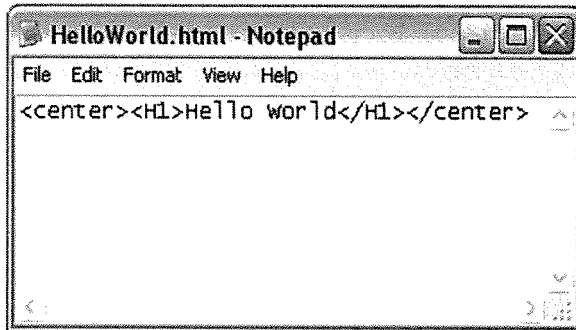 HelloWorld.html - Notepad
File Edit Format View Help
<center><H1>Hello World</H1></center>